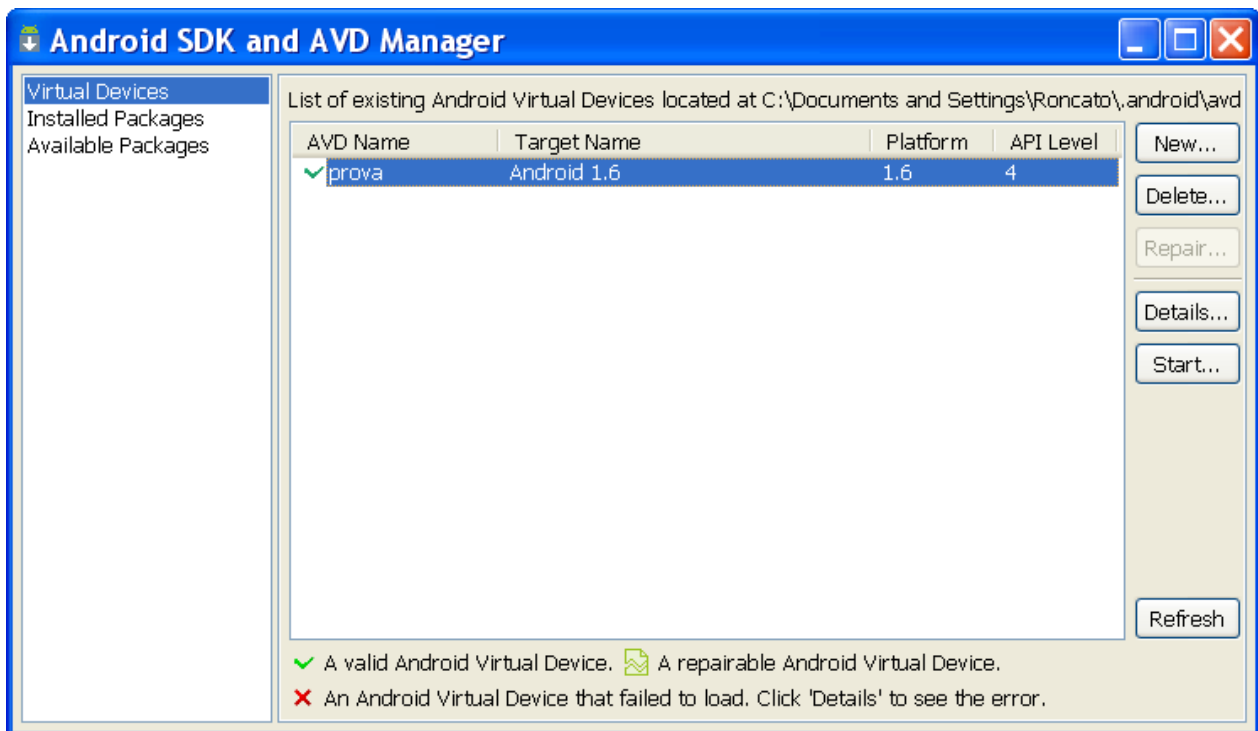 Android SDK and AVD Manager
Virtual Devices
Installed Packages
Available Packages
List of existing Android Virtual Devices located at C:\Documents and Settings\Roncato\.android\avd
AVD Name Target Name Platform API Level
prova Android 1.6 1.6 4
New...
Delete...
Repair...
Details...
Start...
Refresh
A valid Android Virtual Device. A repairable Android Virtual Device.
An Android Virtual Device that failed to load. Click 'Details' to see the error.